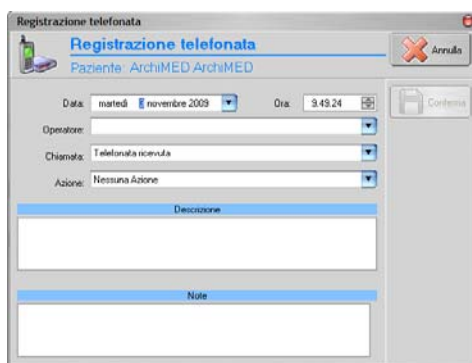 Registrazione telefonata
Registrazione telefonata
Paziente: ArchiMED ArchiMED
Annulla
Data: martedì novembre 2009 Ora: 9.49.24
Conferma
Operatore:
Chiamata: Telefonata ricevuta
Azione: Nessuna Azione
Descrizione
Note